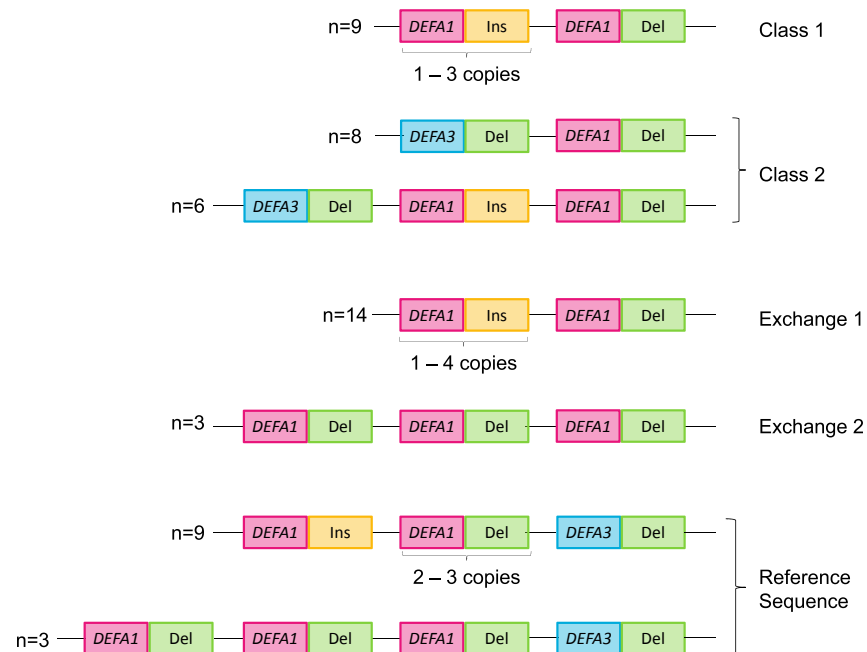 n=9 DEFA1 Ins DEFA1 Del Class 1
1 – 3 copies
n=8 DEFA3 Del DEFA1 Del
Class 2
n=6 DEFA3 Del DEFA1 Ins DEFA1 Del
n=14 DEFA1 Ins DEFA1 Del Exchange 1
1 – 4 copies
n=3 DEFA1 Del DEFA1 Del DEFA1 Del Exchange 2
n=9 DEFA1 Ins DEFA1 Del DEFA3 Del
2 – 3 copies
Reference
Sequence
n=3 DEFA1 Del DEFA1 Del DEFA1 Del DEFA3 Del